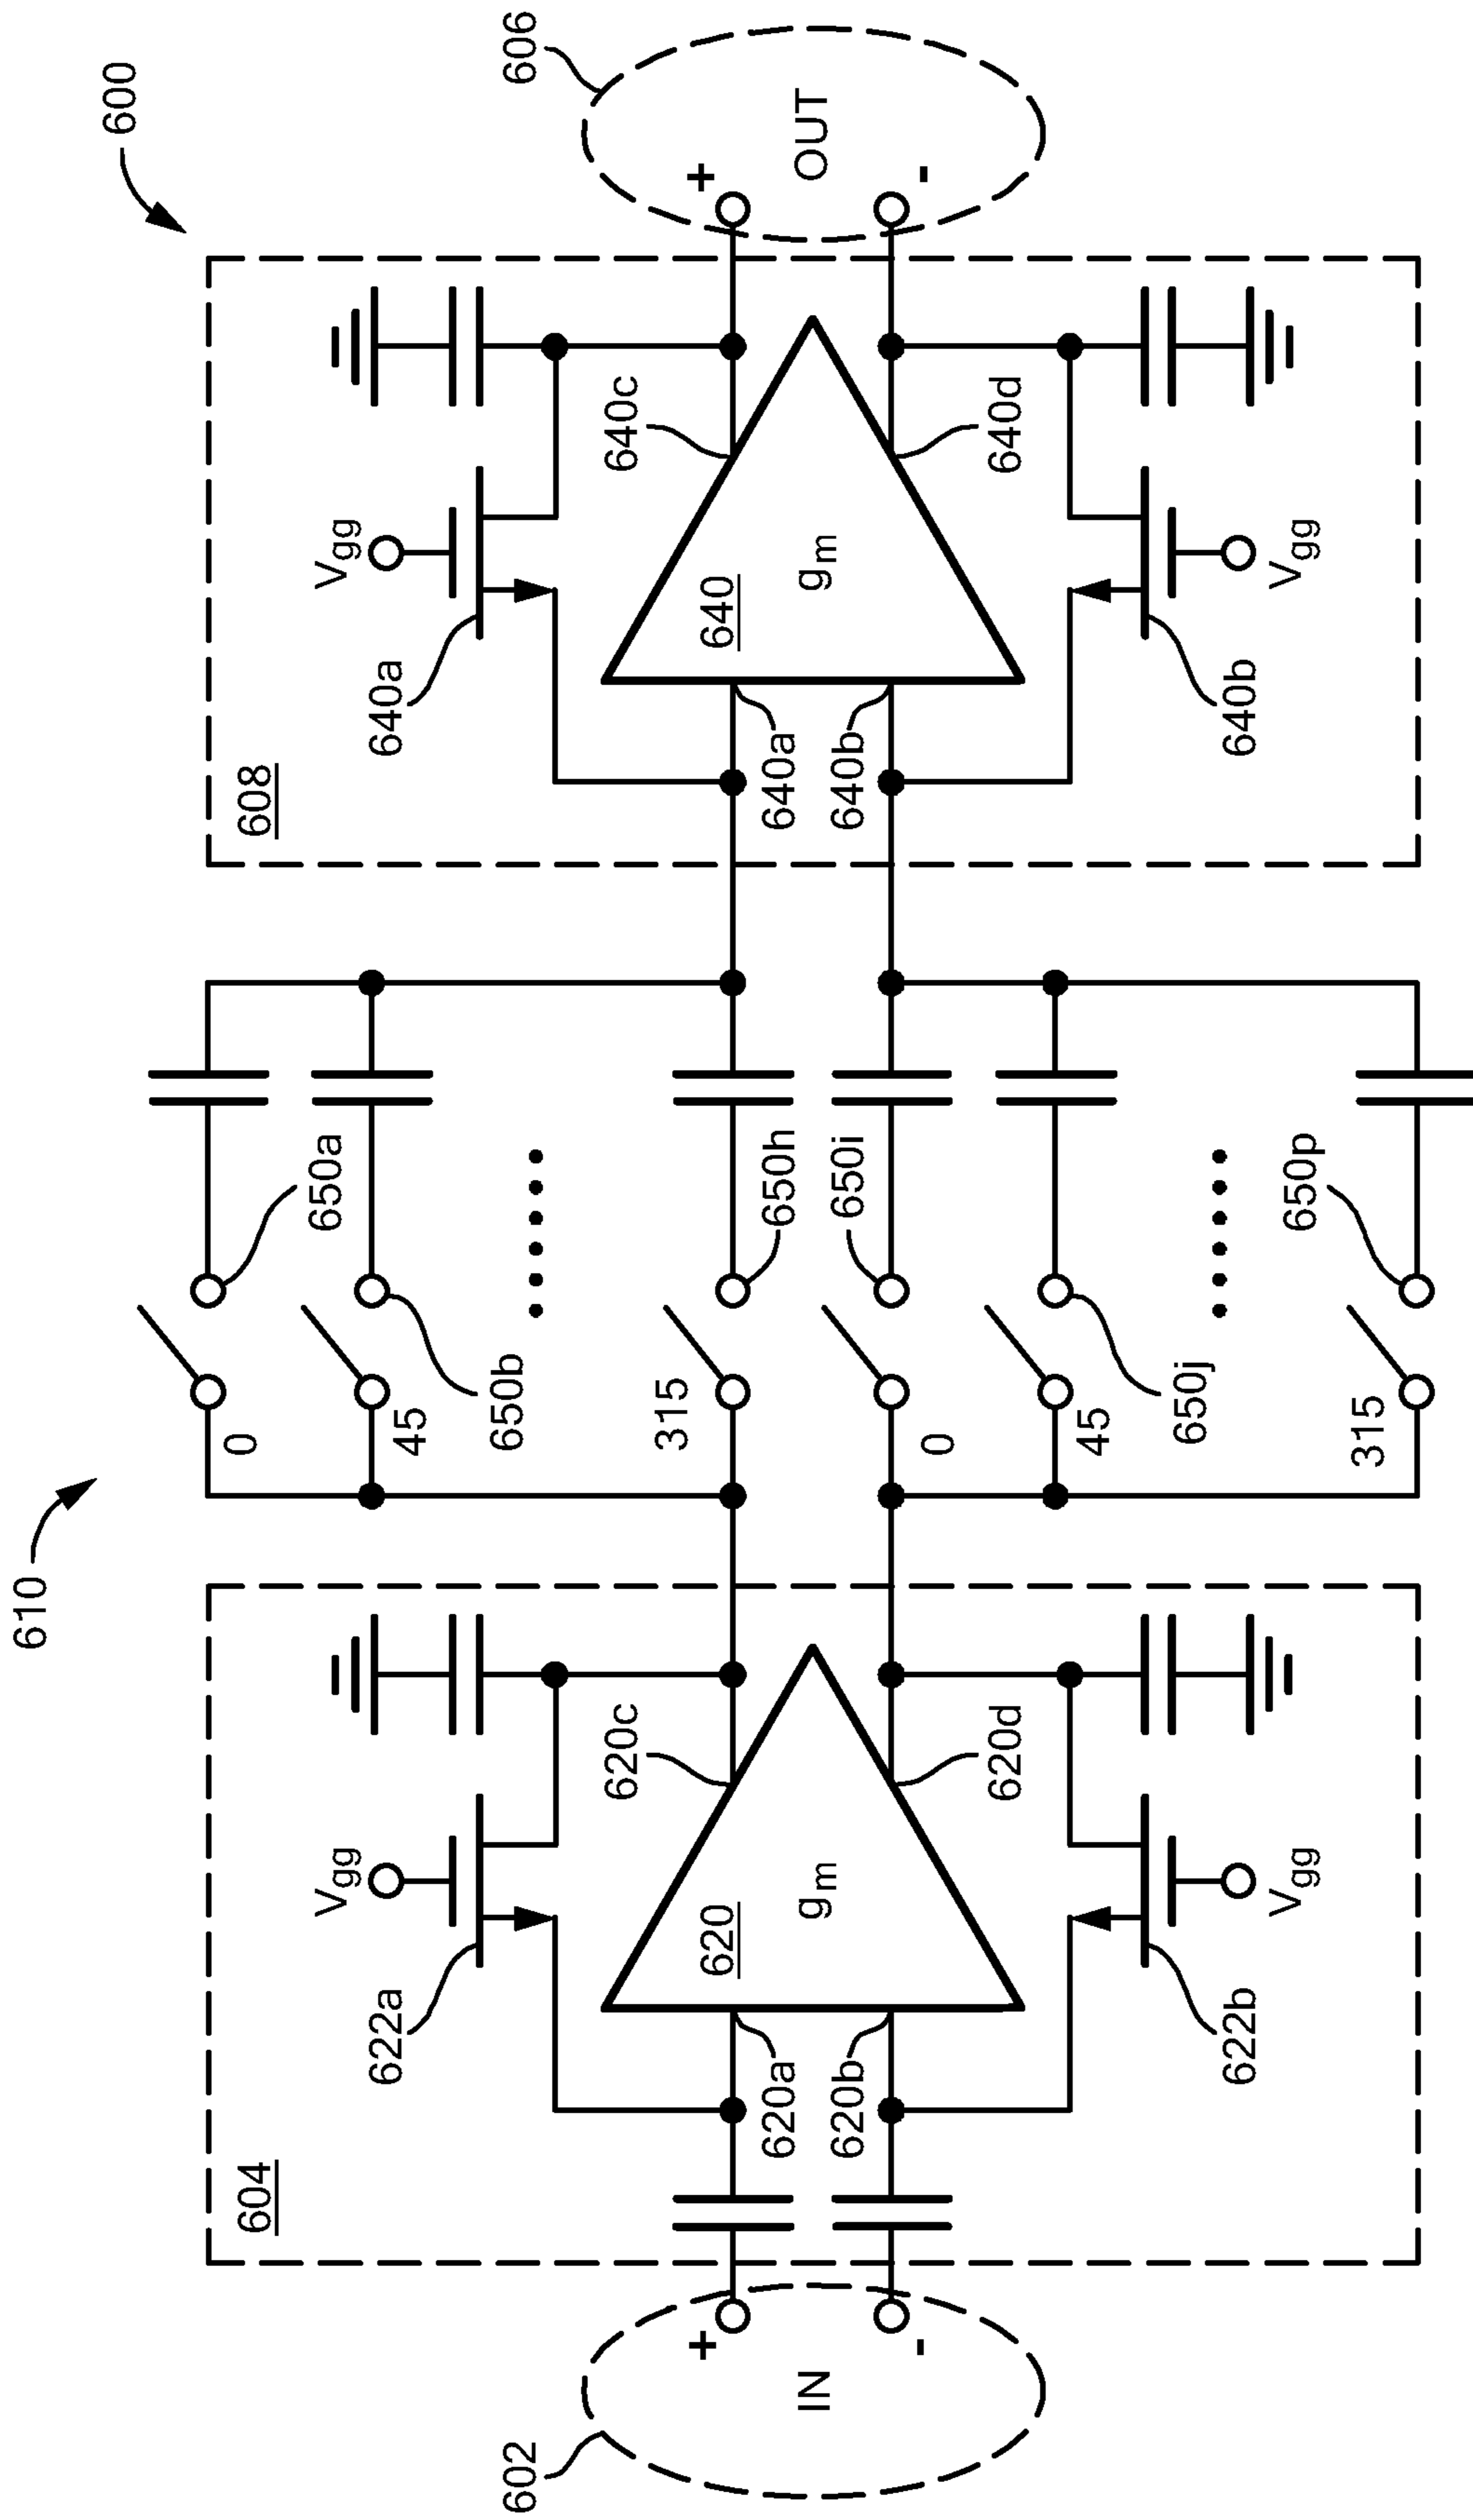 600
610
606
OUT
+
-
608
Vgg
640a
640c
640
gm
640a
640b
640d
640b
Vgg
650a
650b
650h
650i
650j
650p
0
45
315
0
45
315
604
Vgg
622a
620c
620
gm
620a
620b
620d
622b
Vgg
602
IN
+
-